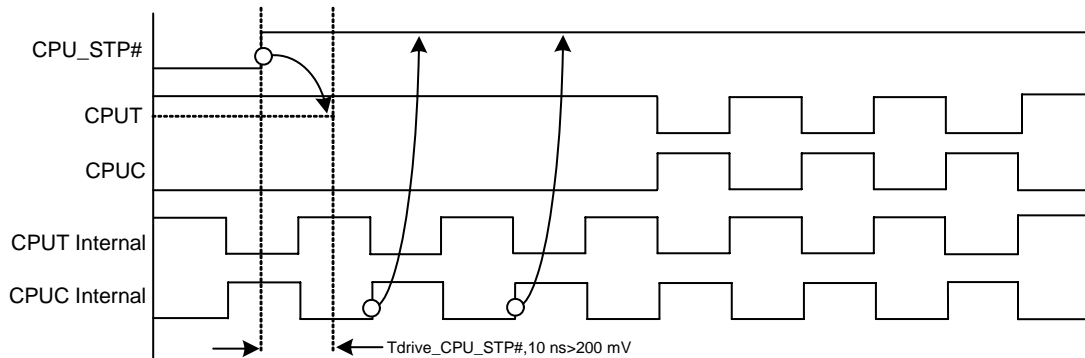 CPU_STP#
CPUT
CPUC
CPUT Internal
CPUC Internal
Tdrive_CPU_STP#,10 ns>200 mV